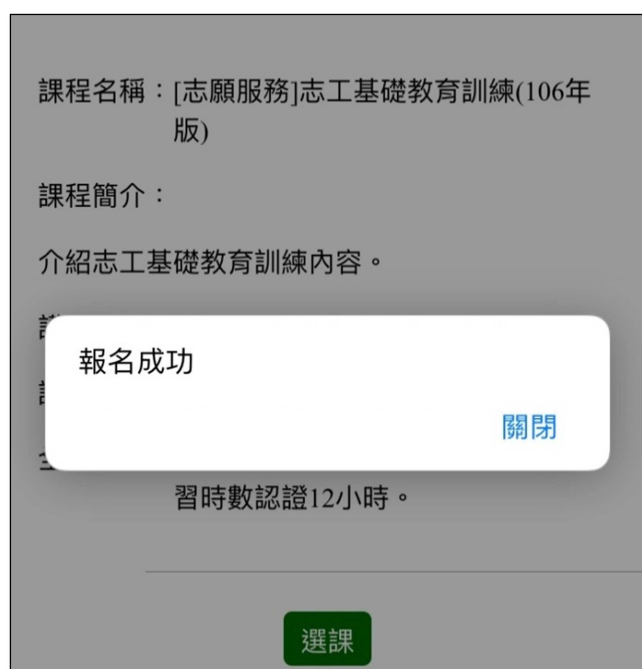 課程名稱：[志願服務]志工基礎教育訓練(106年
版)
課程簡介：
介紹志工基礎教育訓練內容。
報名成功
關閉
習時數認證12小時。
選課